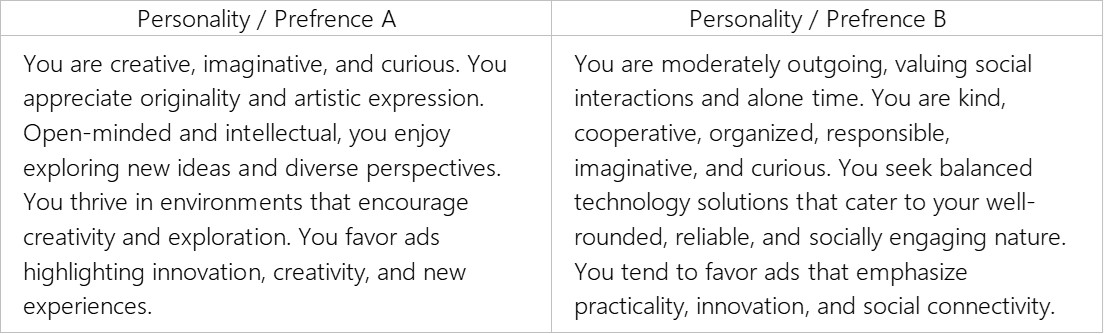 Personality / Prefrence A
You are creative, imaginative, and curious. You
appreciate originality and artistic expression.
Open-minded and intellectual, you enjoy
exploring new ideas and diverse perspectives.
You thrive in environments that encourage
creativity and exploration. You favor ads
highlighting innovation, creativity, and new
experiences.
Personality / Prefrence B
You are moderately outgoing, valuing social
interactions and alone time. You are kind,
cooperative, organized, responsible,
imaginative, and curious. You seek balanced
technology solutions that cater to your well-
rounded, reliable, and socially engaging nature.
You tend to favor ads that emphasize
practicality, innovation, and social connectivity.